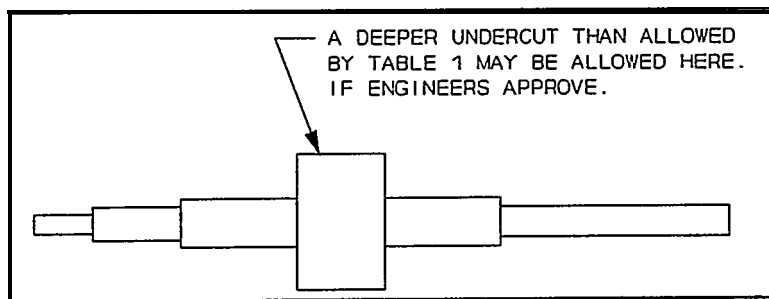 A DEEPER UNDERCUT THAN ALLOWED
BY TABLE 1 MAY BE ALLOWED HERE.
IF ENGINEERS APPROVE.